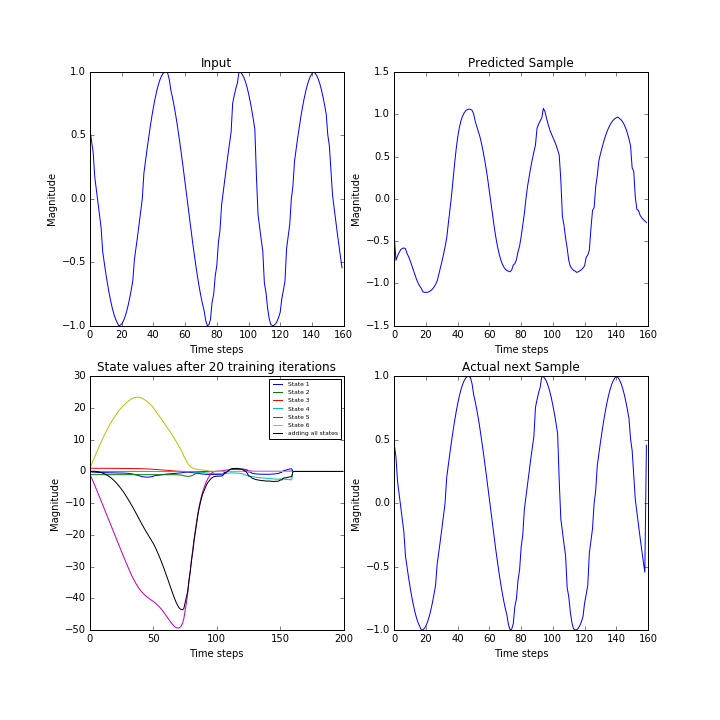 Input
1.0
0.5
0.0
−0.5
−1.0
Magnitude
0 20 40 60 80 100 120 140 160
Time steps
Predicted Sample
1.5
1.0
0.5
0.0
−0.5
−1.0
−1.5
Magnitude
0 20 40 60 80 100 120 140 160
Time steps
State values after 20 training iterations
30
20
10
0
−10
−20
−30
−40
−50
Magnitude
State 1
State 2
State 3
State 4
State 5
State 6
adding all states
0 50 100 150 200
Time steps
Actual next Sample
1.0
0.5
0.0
−0.5
−1.0
Magnitude
0 20 40 60 80 100 120 140 160
Time steps